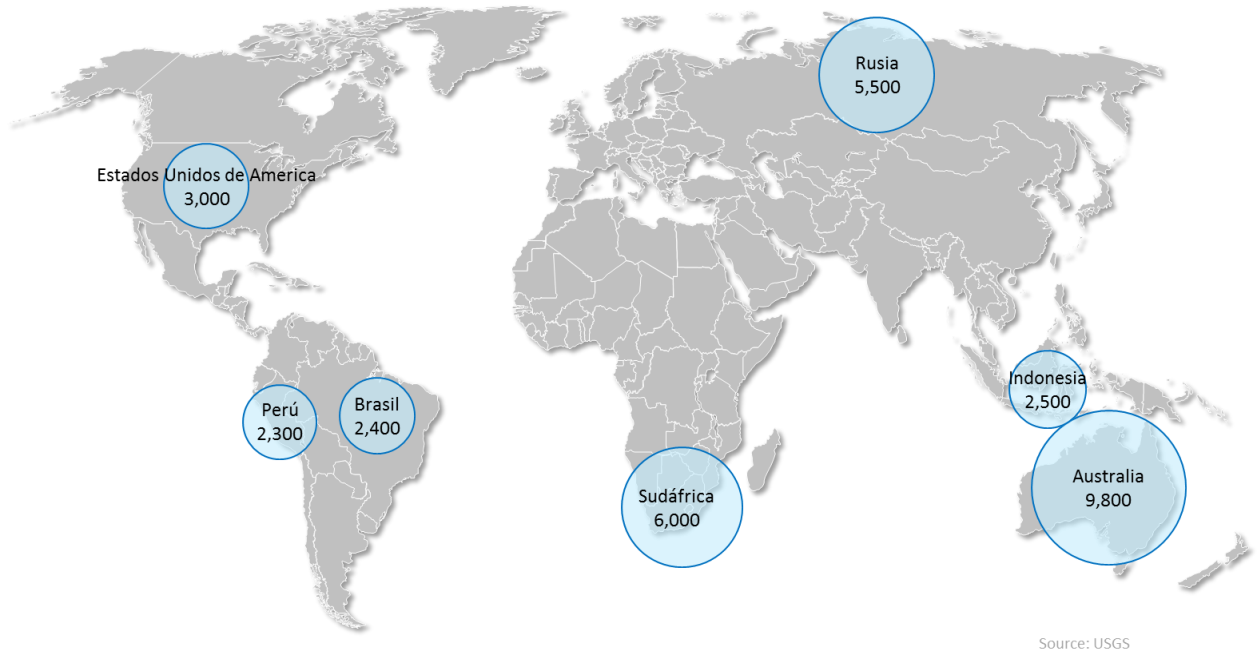 Rusia
5,500
Estados Unidos de America
3,000
Perú
2,300
Brasil
2,400
Indonesia
2,500
Sudáfrica
6,000
Australia
9,800
Source: USGS